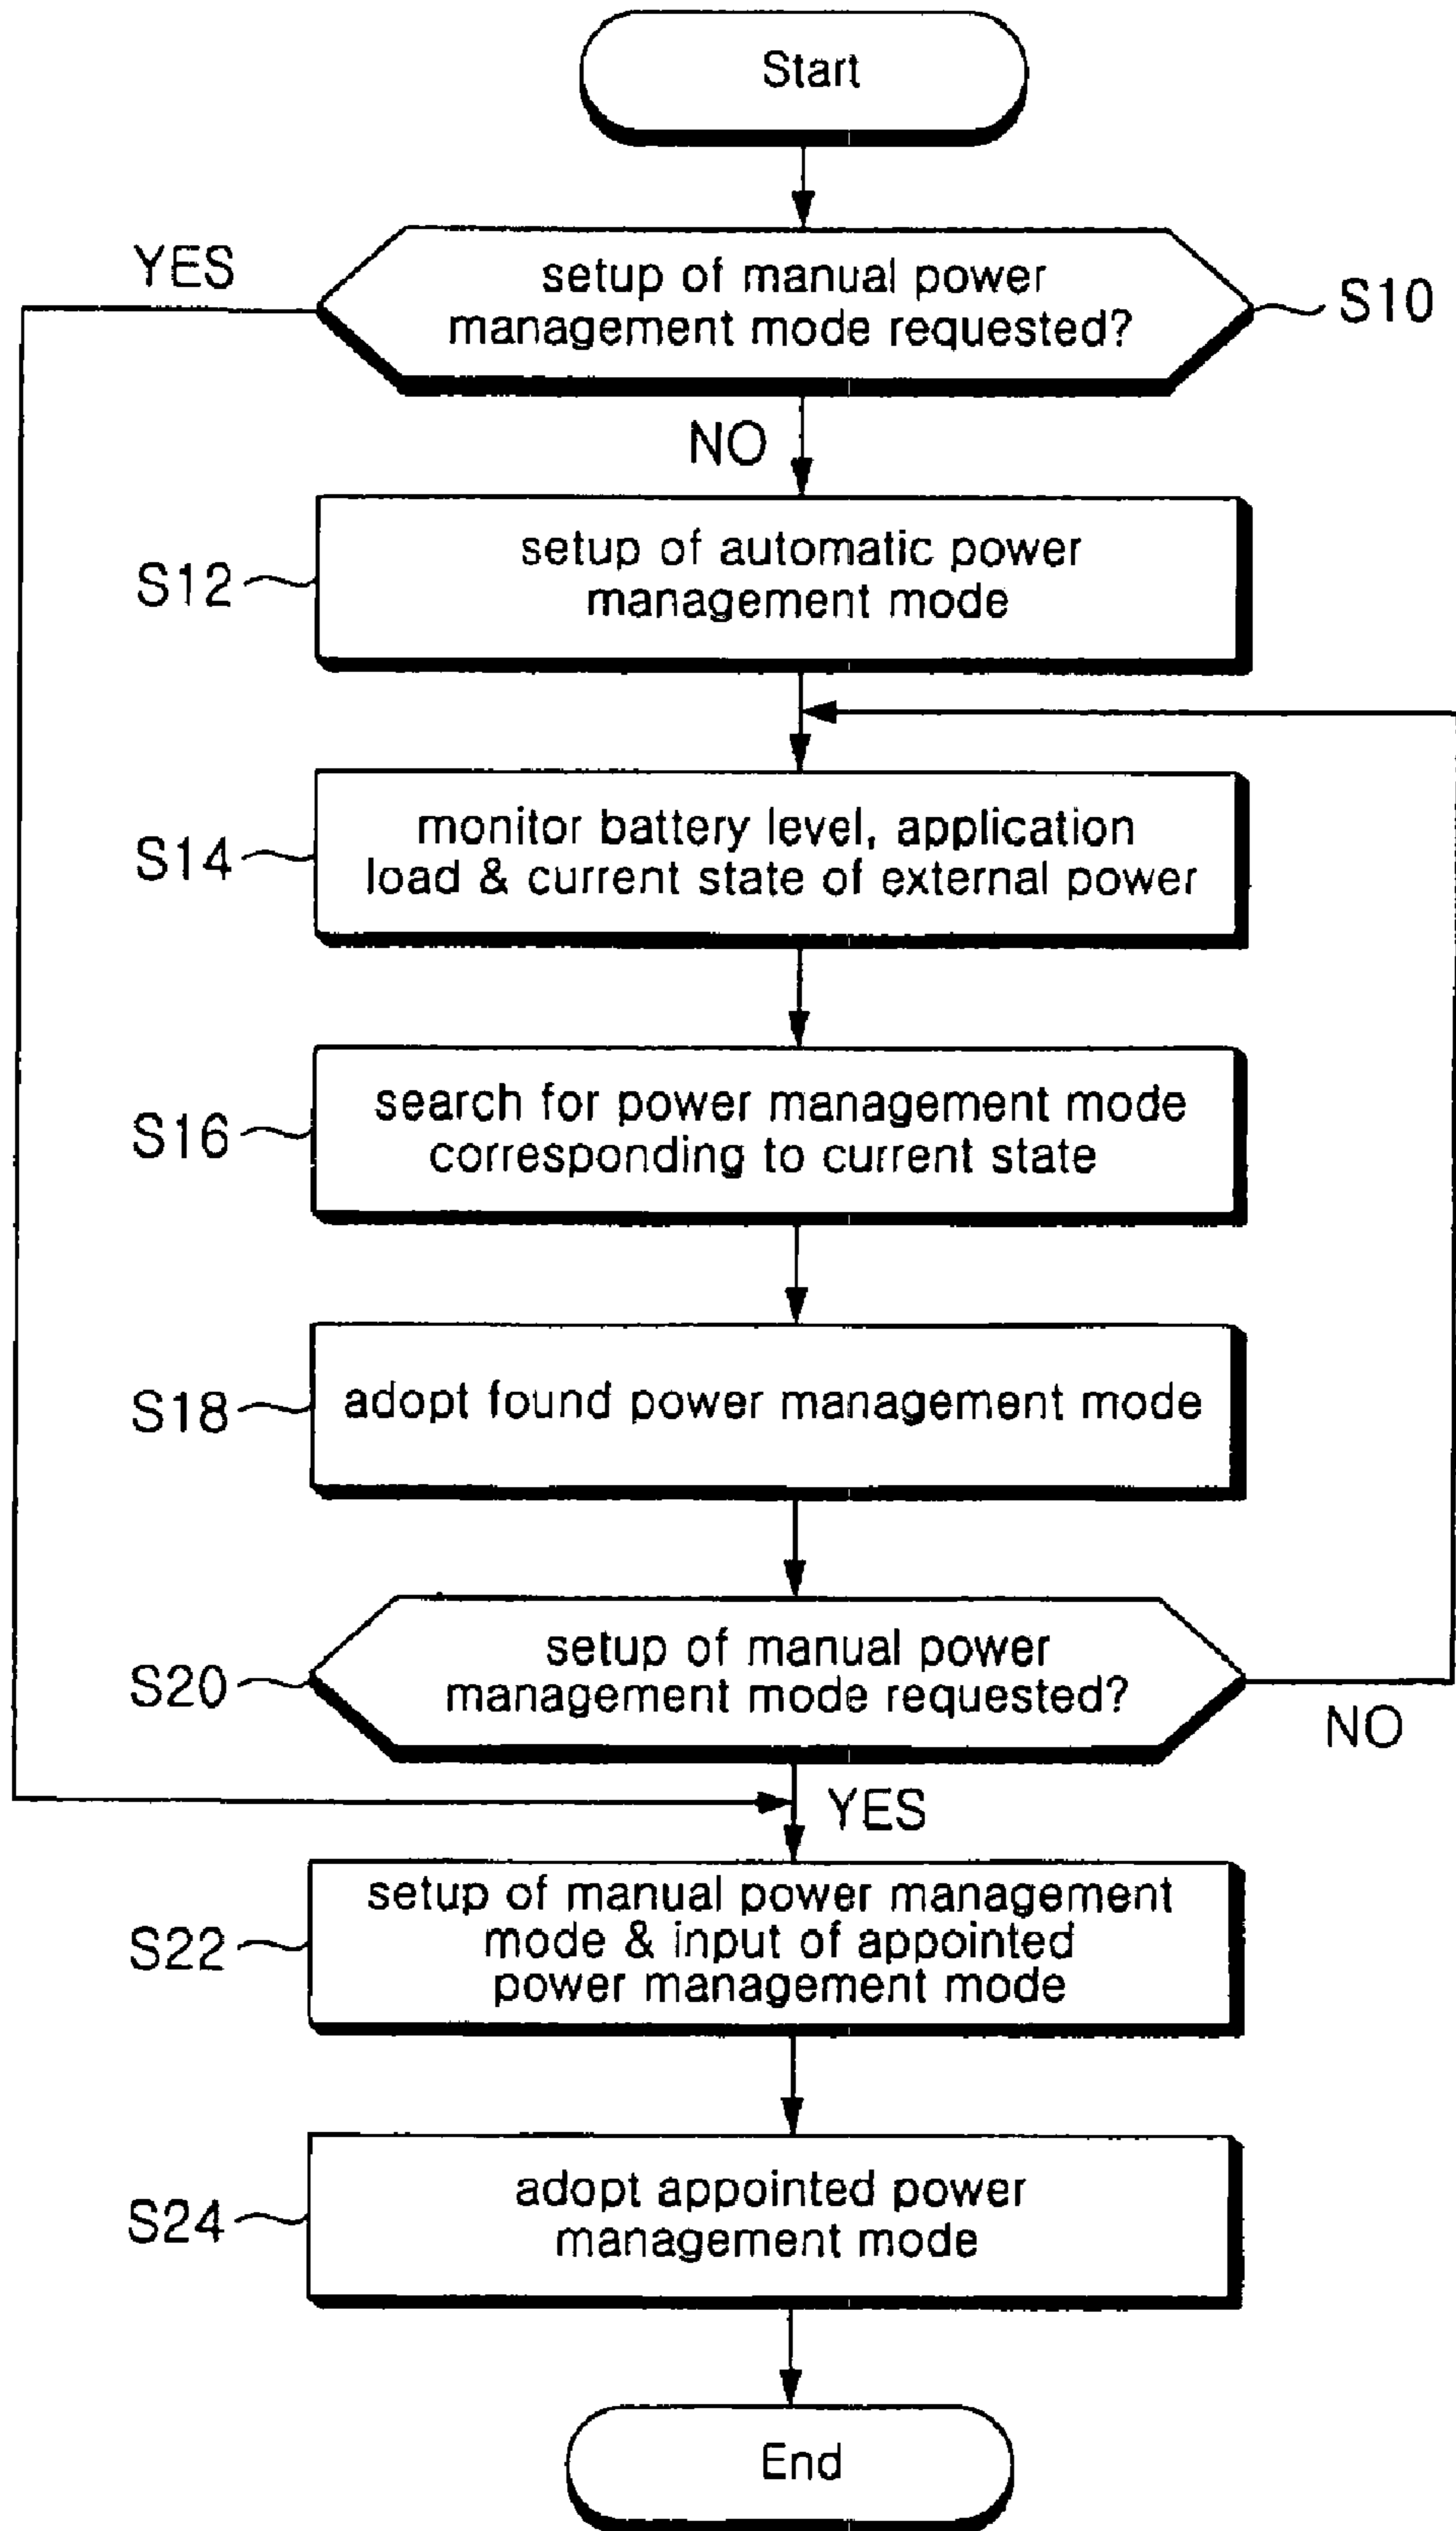 Start
YES
setup of manual power
management mode requested?
S10
NO
setup of automatic power
management mode
S12
monitor battery level, application
load & current state of external power
S14
search for power management mode
corresponding to current state
S16
adopt found power management mode
S18
setup of manual power
management mode requested?
S20
NO
YES
setup of manual power management
mode & input of appointed
power management mode
S22
adopt appointed power
management mode
S24
End